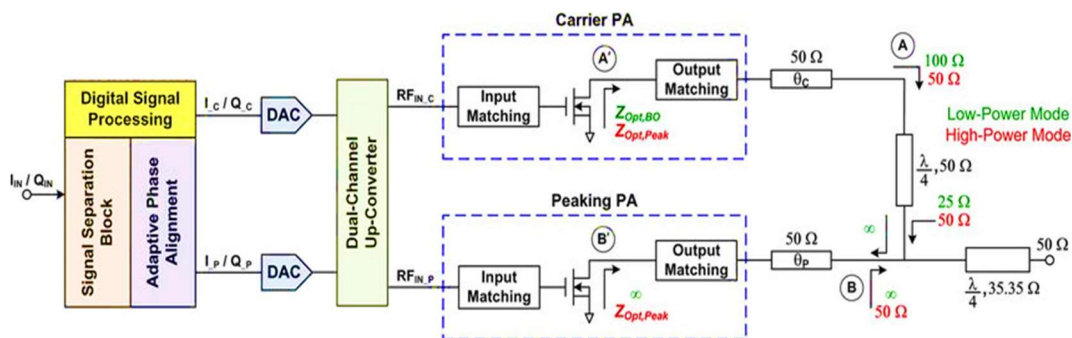 Carrier PA
Digital Signal
Processing
Signal Separation
Block
Adaptive Phase
Alignment
I_IN / Q_IN
I_C / Q_C
I_P / Q_P
DAC
DAC
Dual-Channel
Up-Converter
RF_IN_C
RF_IN_P
Input
Matching
A'
Z_Opt,BO
Z_Opt,Peak
Output
Matching
50 Ω
θ_C
A
100 Ω
50 Ω
Low-Power Mode
High-Power Mode
λ/4, 50 Ω
25 Ω
50 Ω
Peaking PA
Input
Matching
B'
∞
Z_Opt,Peak
Output
Matching
50 Ω
θ_P
∞
B
∞
50 Ω
50 Ω
λ/4, 35.35 Ω